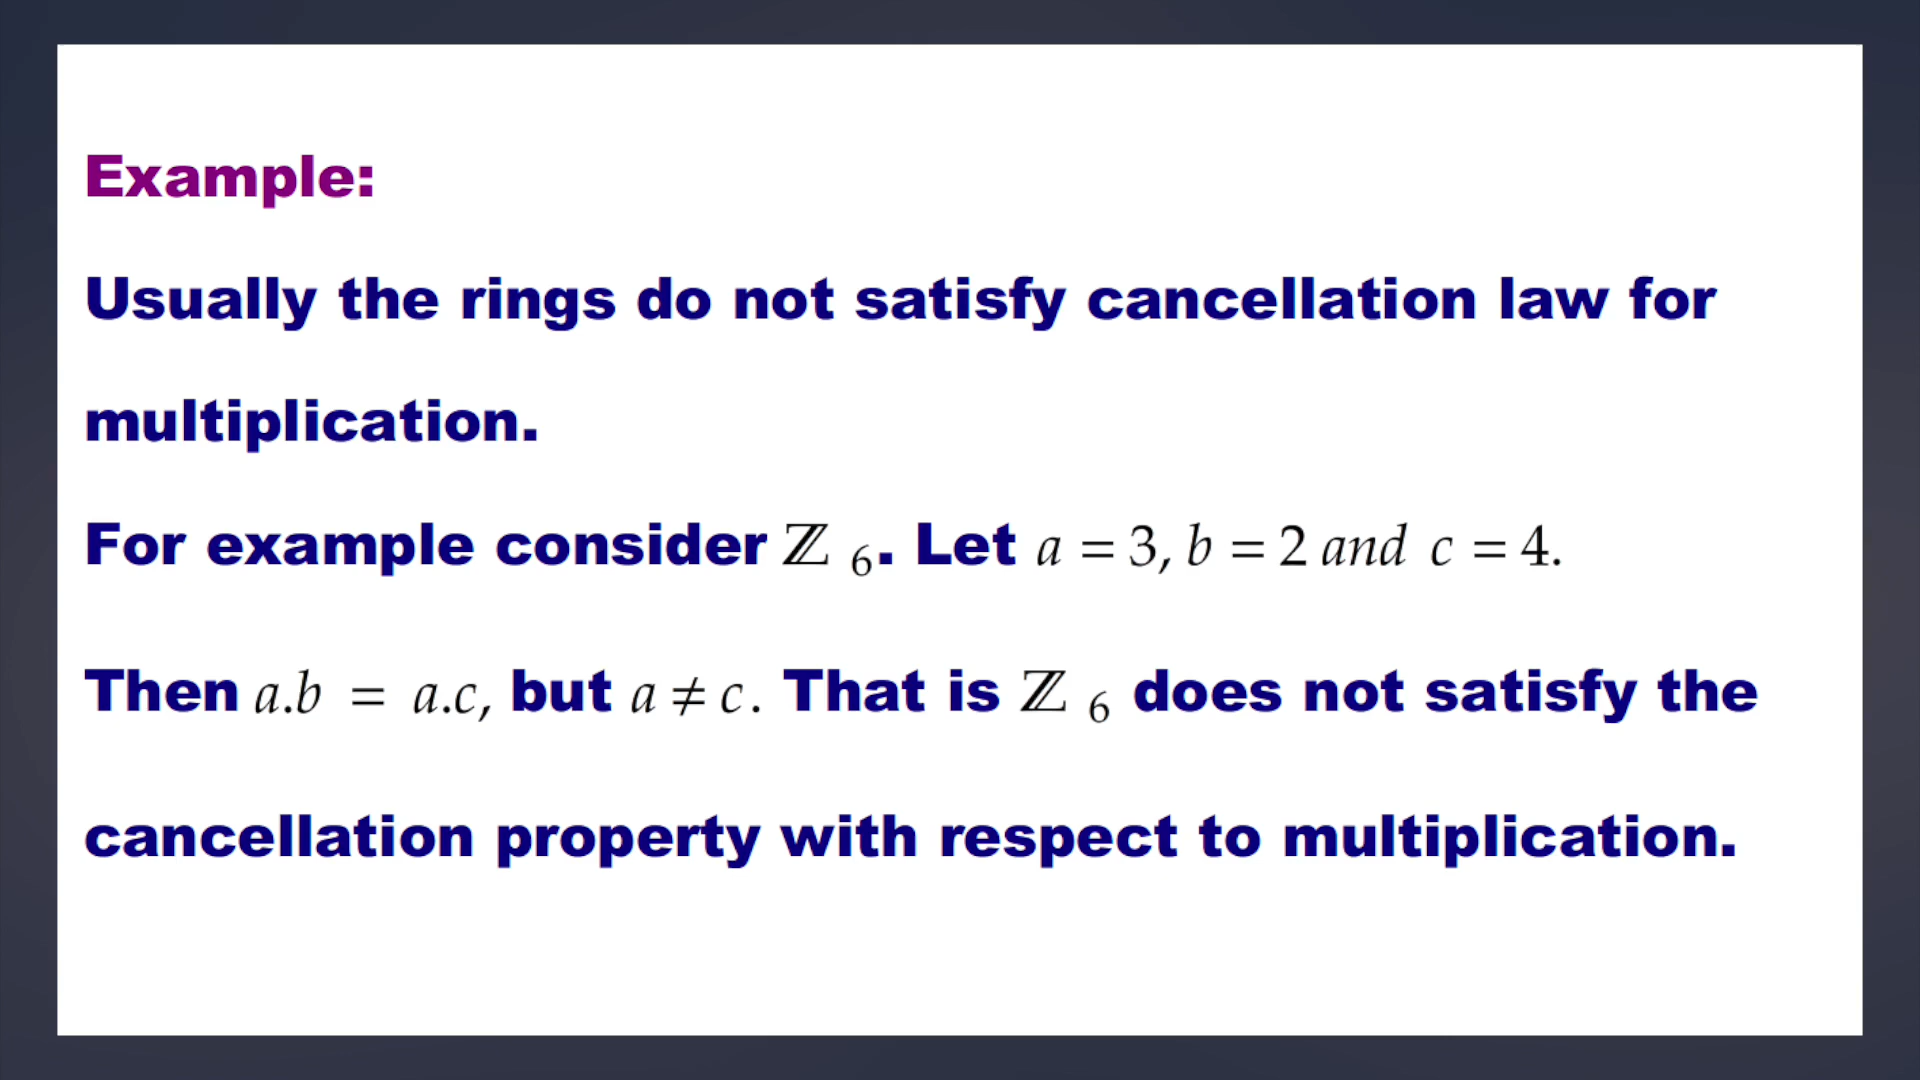 Example:
Usually the rings do not satisfy cancellation law for
multiplication.
For example consider ℤ ₆. Let a = 3, b = 2 and c = 4.
Then a.b = a.c, but a ≠ c. That is ℤ ₆ does not satisfy the
cancellation property with respect to multiplication.